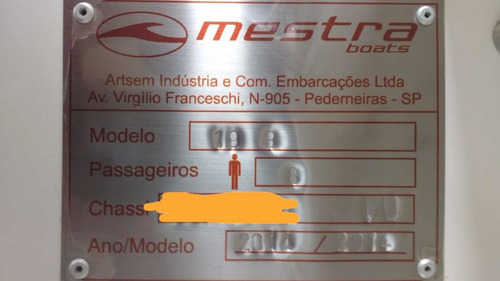 mestra
boats
Artsem Indústria e Com. Embarcações Ltda
Av. Virgílio Franceschi, N-905 - Pederneiras - SP
Modelo
Passageiros
Chassi
Ano/Modelo